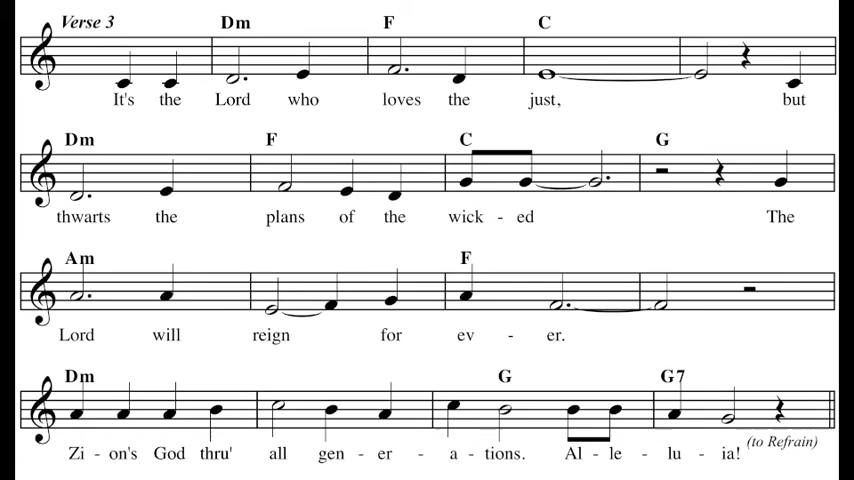 Verse 3 Dm F C
It's the Lord who loves the just, but
Dm F C G
thwarts the plans of the wick - ed The
Am F
Lord will reign for ev - er.
Dm G G7
Zi - on's God thru' all gen - er - a - tions. Al - le - lu - ia! (to Refrain)